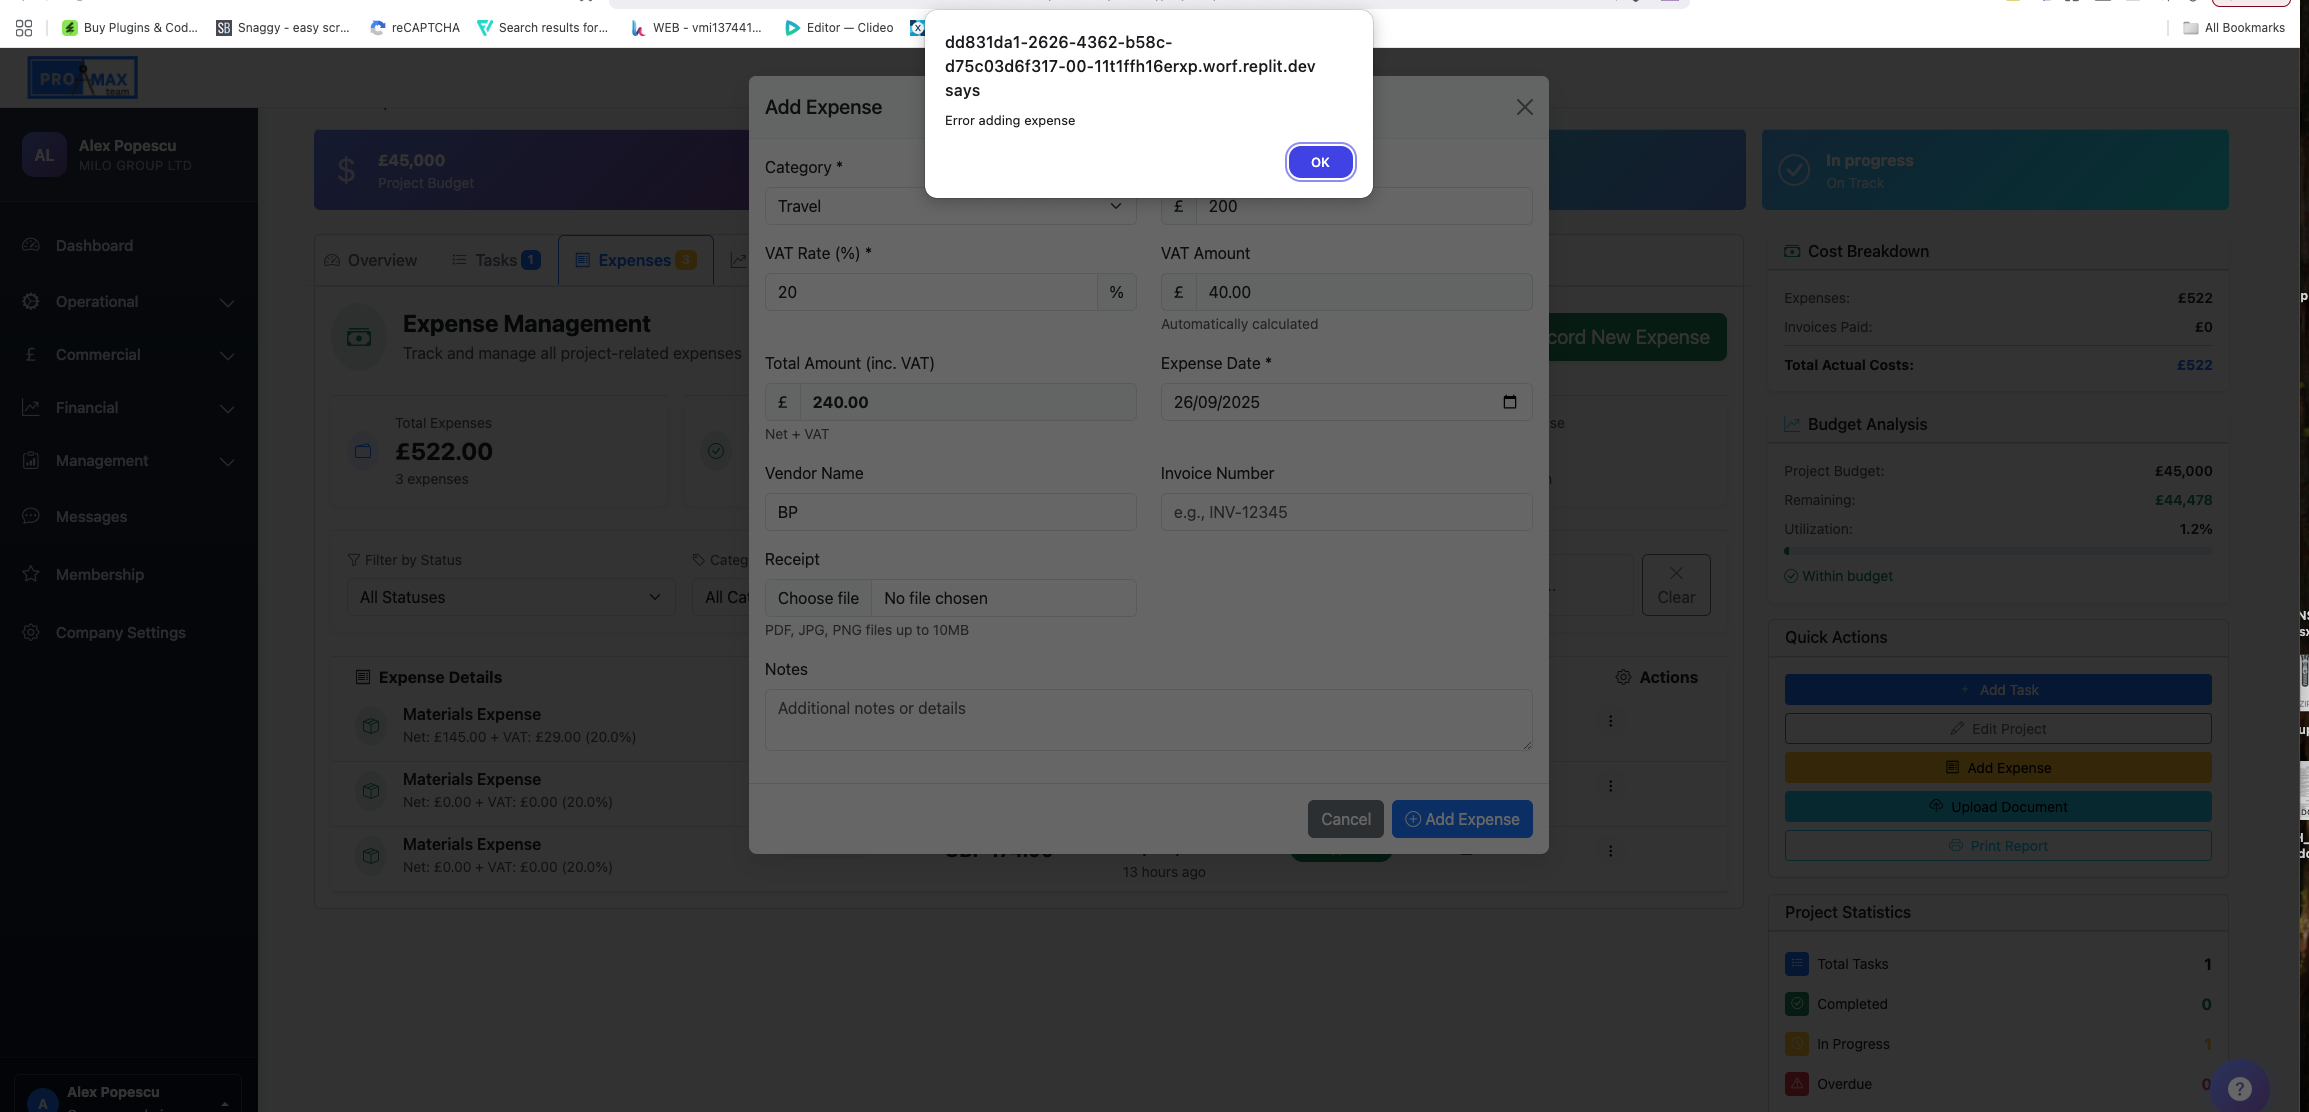 Buy Plugins & Cod...
Snaggy - easy scr...
reCAPTCHA
Search results for...
WEB - vmi137441...
Editor — Clideo
All Bookmarks
dd831da1-2626-4362-b58c-
d75c03d6f317-00-11t1ffh16erxp.worf.replit.dev
says
Error adding expense
OK
PRO MAX
team
AL
Alex Popescu
MILO GROUP LTD
Dashboard
Operational
Commercial
Financial
Management
Messages
Membership
Company Settings
Alex Popescu
£45,000
Project Budget
In progress
On Track
Overview
Tasks 1
Expenses 3
Expense Management
Track and manage all project-related expenses
cord New Expense
Total Expenses
£522.00
3 expenses
Filter by Status
All Statuses
Clear
Expense Details
Actions
Materials Expense
Net: £145.00 + VAT: £29.00 (20.0%)
Materials Expense
Net: £0.00 + VAT: £0.00 (20.0%)
Materials Expense
Net: £0.00 + VAT: £0.00 (20.0%)
13 hours ago
Add Expense
Category *
Travel
£ 200
VAT Rate (%) *
20 %
VAT Amount
£ 40.00
Automatically calculated
Total Amount (inc. VAT)
£ 240.00
Net + VAT
Expense Date *
26/09/2025
Vendor Name
BP
Invoice Number
e.g., INV-12345
Receipt
Choose file No file chosen
PDF, JPG, PNG files up to 10MB
Notes
Additional notes or details
Cancel
Add Expense
Cost Breakdown
Expenses: £522
Invoices Paid: £0
Total Actual Costs: £522
Budget Analysis
Project Budget: £45,000
Remaining: £44,478
Utilization: 1.2%
Within budget
Quick Actions
Add Task
Edit Project
Add Expense
Upload Document
Print Report
Project Statistics
Total Tasks 1
Completed 0
In Progress 1
Overdue 0